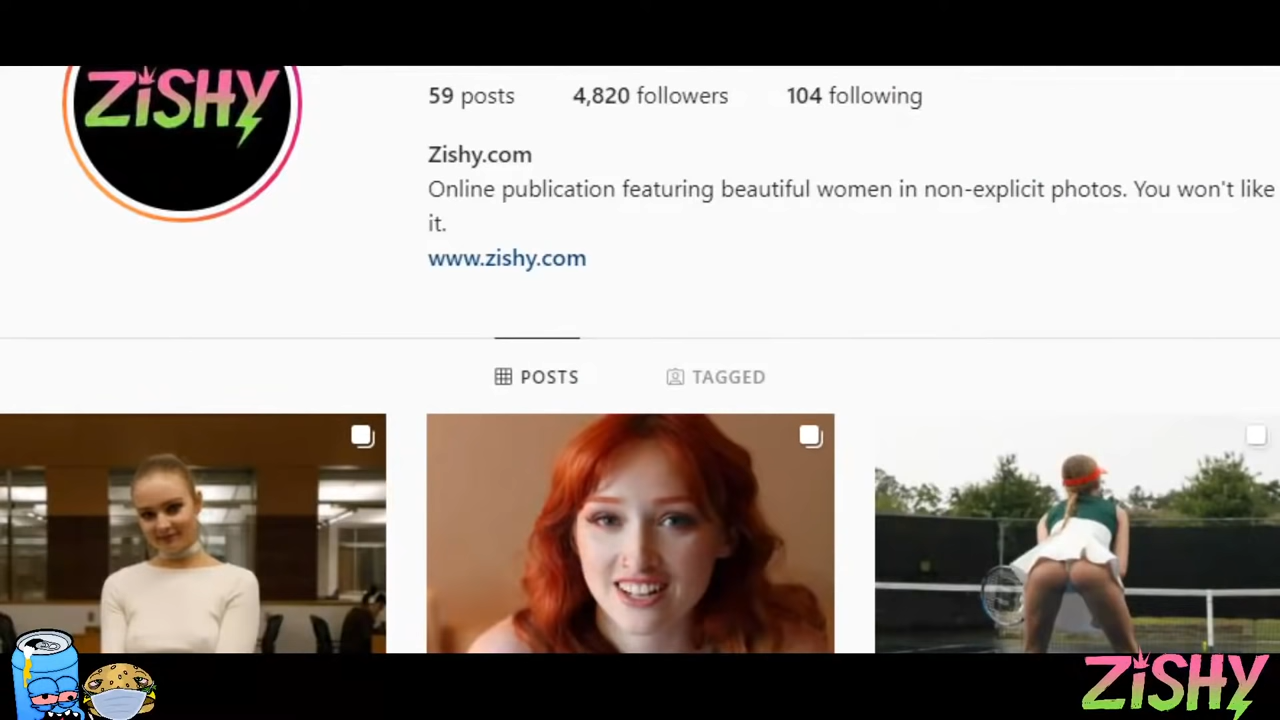 ZiSHY
59 posts 4,820 followers 104 following
Zishy.com
Online publication featuring beautiful women in non-explicit photos. You won't like
it.
www.zishy.com
POSTS TAGGED
ZiSHY